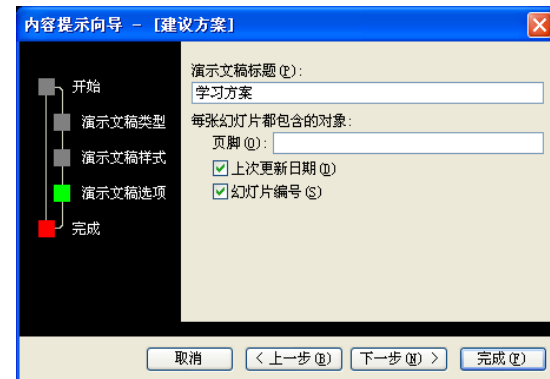 内容提示向导 - [建议方案]
开始
演示文稿类型
演示文稿样式
演示文稿选项
完成
演示文稿标题(P):
学习方案
每张幻灯片都包含的对象:
页脚(O):
上次更新日期(D)
幻灯片编号(S)
取消
< 上一步(B)
下一步(N) >
完成(F)